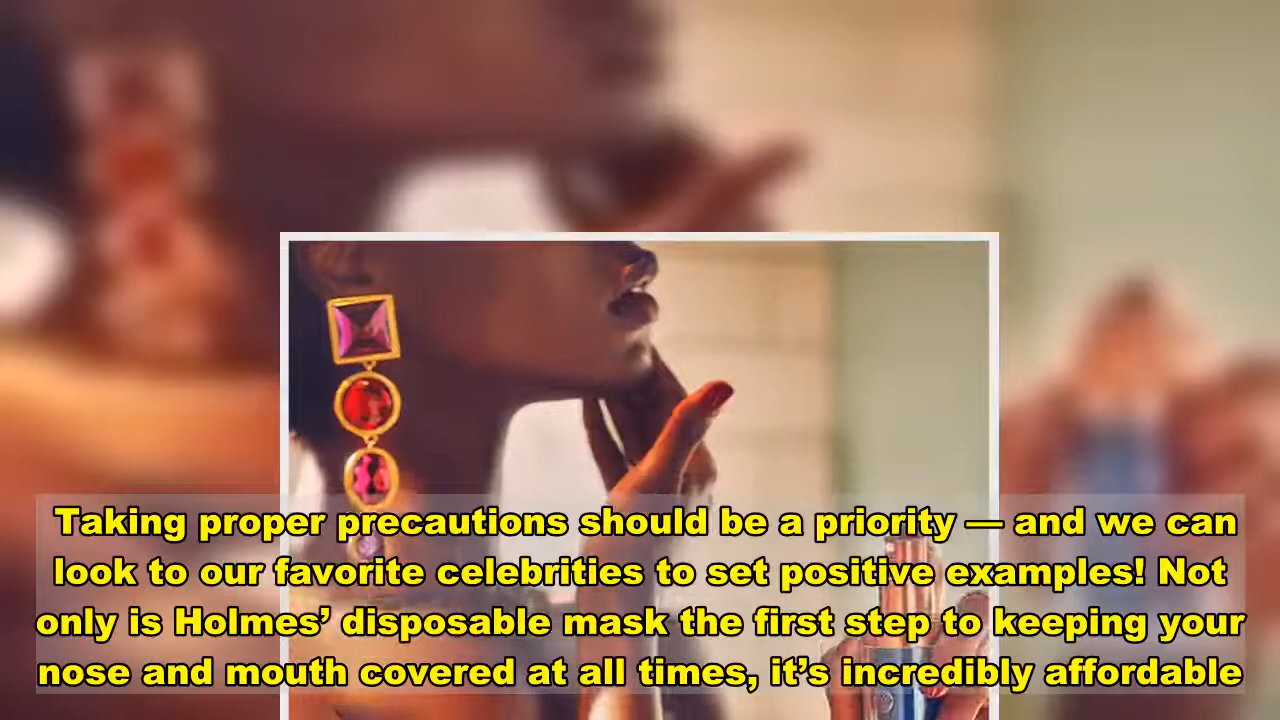 Taking proper precautions should be a priority — and we can
look to our favorite celebrities to set positive examples! Not
only is Holmes’ disposable mask the first step to keeping your
nose and mouth covered at all times, it’s incredibly affordable